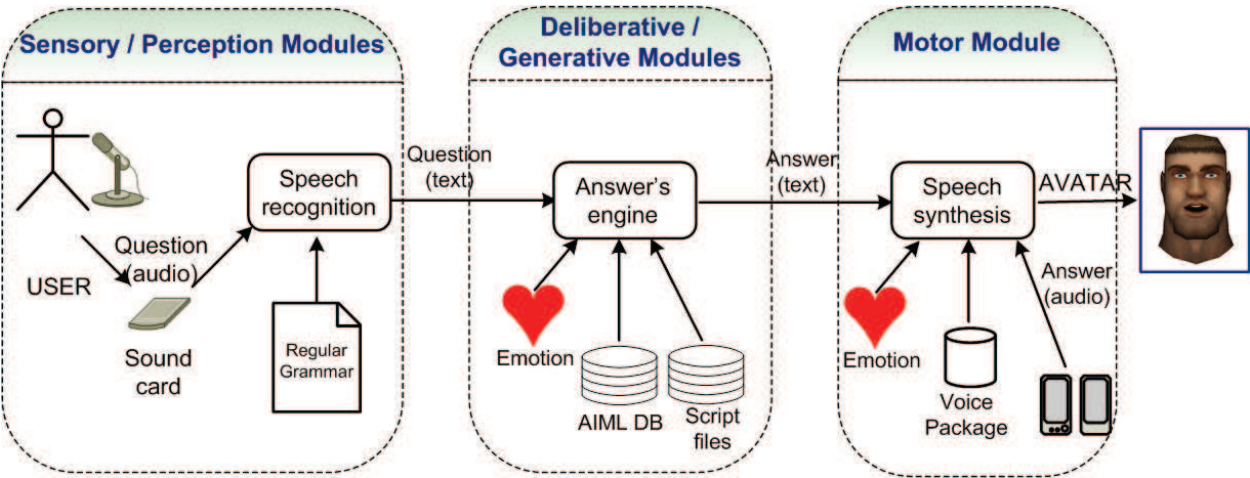 Sensory / Perception Modules
Deliberative /
Generative Modules
Motor Module
USER
Question
(audio)
Sound
card
Speech
recognition
Regular
Grammar
Question
(text)
Answer's
engine
Emotion
AIML DB
Script
files
Answer
(text)
Speech
synthesis
Emotion
Voice
Package
Answer
(audio)
AVATAR